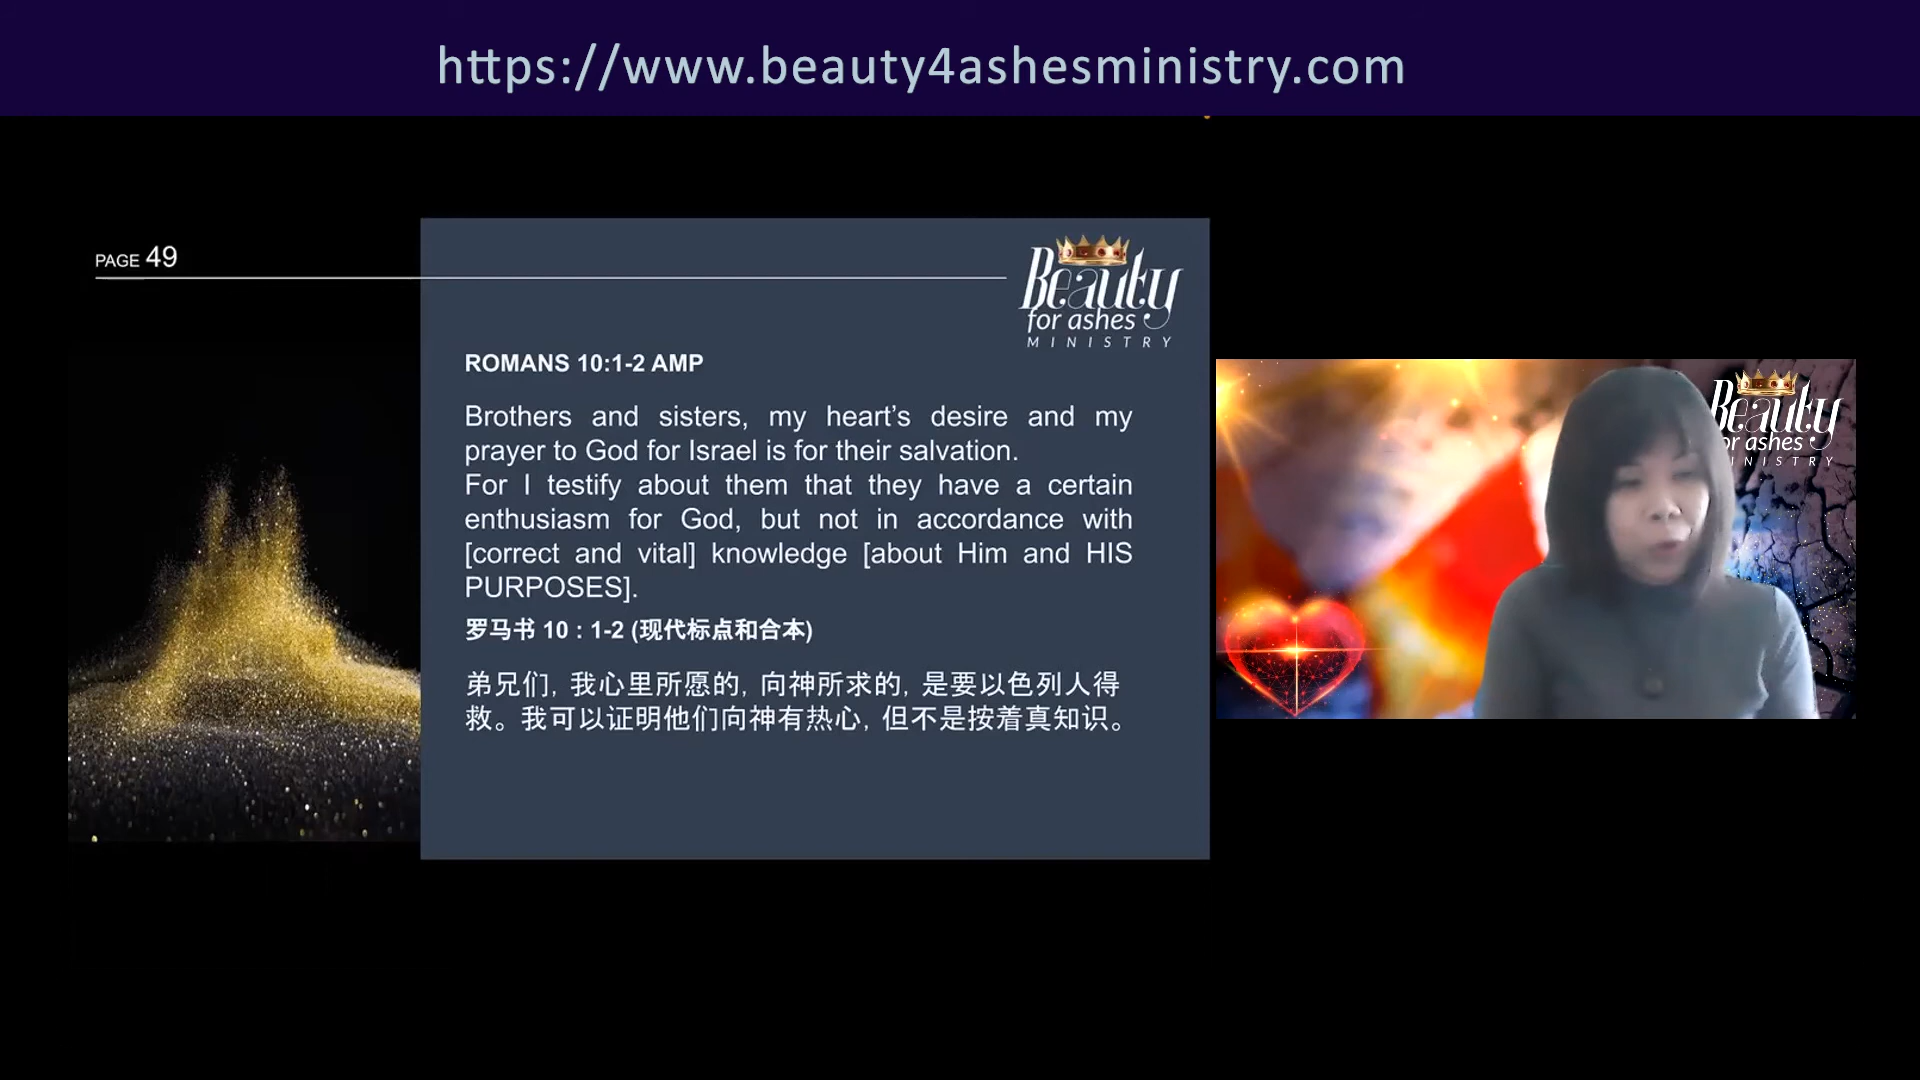 https://www.beauty4ashesministry.com
PAGE 49
Beauty
for ashes
MINISTRY
ROMANS 10:1-2 AMP
Brothers and sisters, my heart’s desire and my
prayer to God for Israel is for their salvation.
For I testify about them that they have a certain
enthusiasm for God, but not in accordance with
[correct and vital] knowledge [about Him and HIS
PURPOSES].
罗马书 10 : 1-2 (现代标点和合本)
弟兄们, 我心里所愿的, 向神所求的, 是要以色列人得
救。我可以证明他们向神有热心, 但不是按着真知识。
Beauty
for ashes
MINISTRY